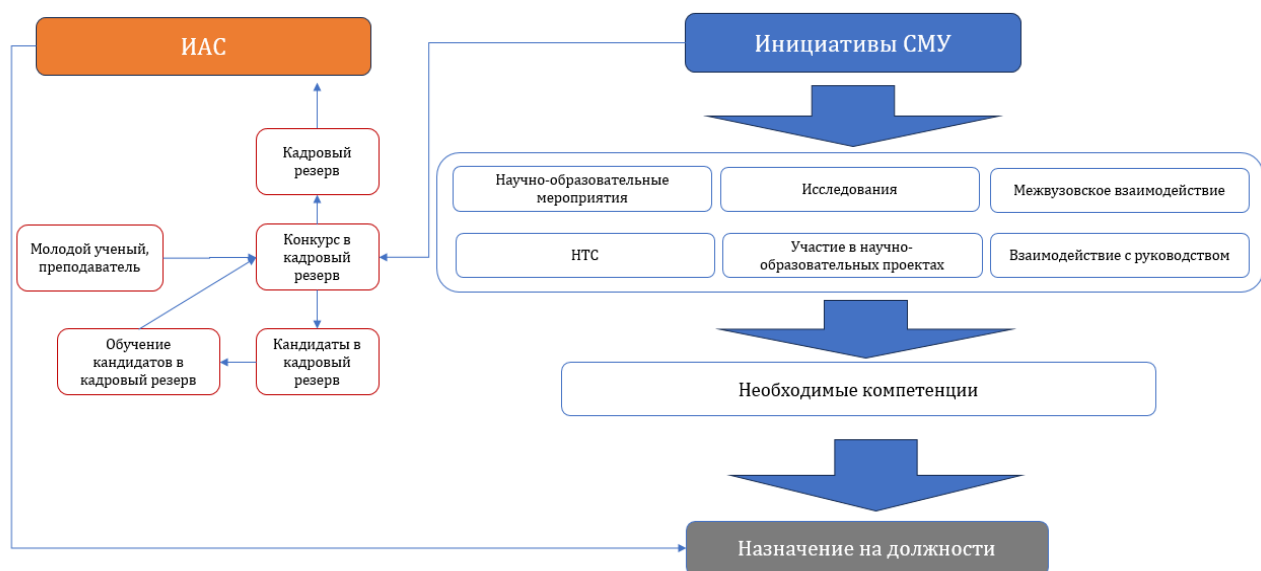 ИАС
Инициативы СМУ
Кадровый
резерв
Молодой ученый,
преподаватель
Конкурс в
кадровый
резерв
Обучение
кандидатов в
кадровый резерв
Кандидаты в
кадровый
резерв
Научно-образовательные
мероприятия
Исследования
Межвузовское взаимодействие
НТС
Участие в научно-
образовательных проектах
Взаимодействие с руководством
Необходимые компетенции
Назначение на должности